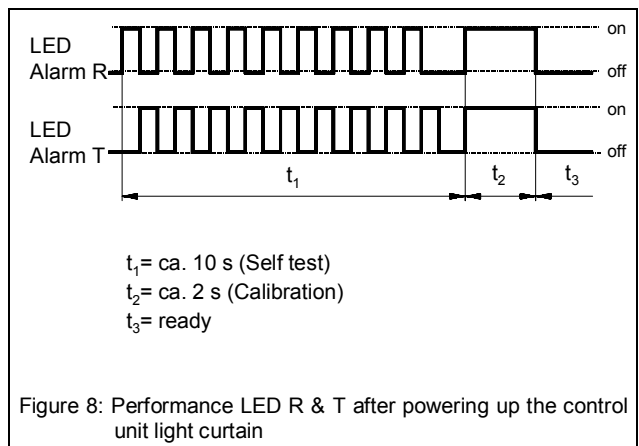 on
LED
Alarm R
off
on
LED
Alarm T
off
t1
t2
t3
t1= ca. 10 s (Self test)
t2= ca. 2 s (Calibration)
t3= ready
Figure 8: Performance LED R & T after powering up the control
unit light curtain